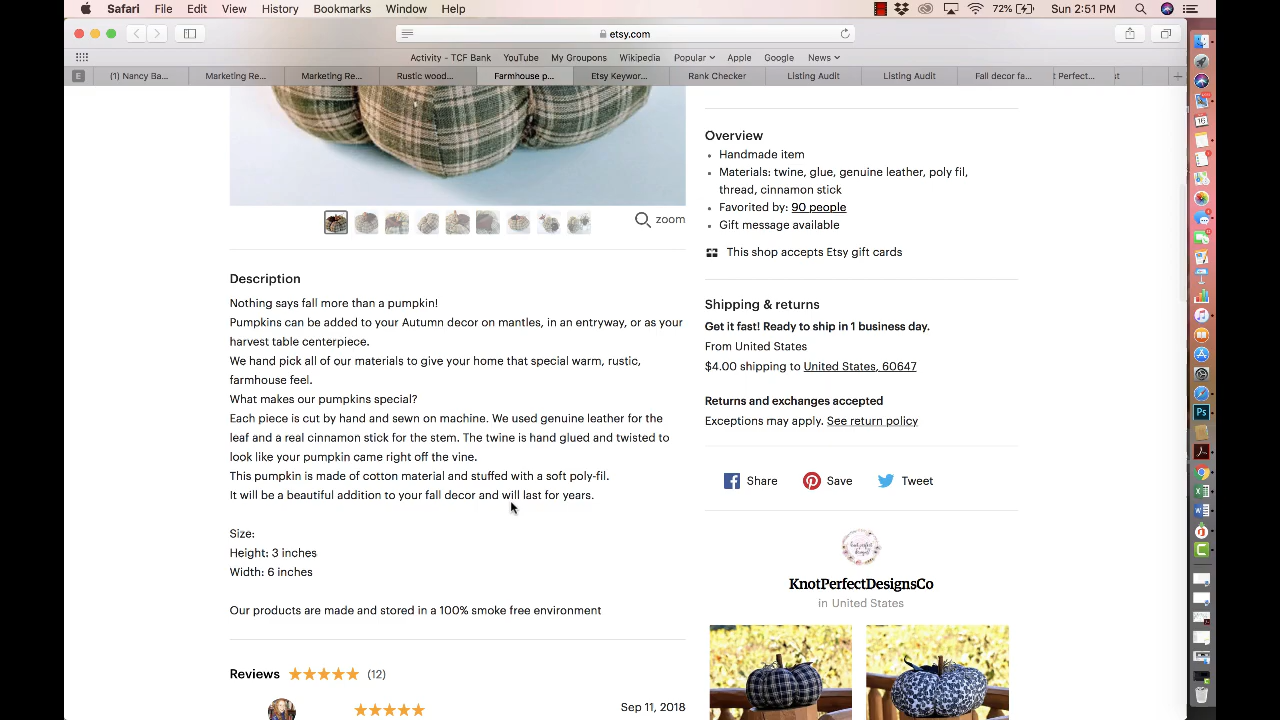 Safari File Edit View History Bookmarks Window Help 72% Sun 2:51 PM
etsy.com
Activity - TCF Bank YouTube My Groupons Wikipedia Popular Apple Google News
E (1) Nancy Ba... Marketing Re... Marketing Re... Rustic wood... Farmhouse p... Etsy Keywor... Rank Checker Listing Audit Listing Audit Fall decor fa... t Perfect...
zoom
Description
Nothing says fall more than a pumpkin!
Pumpkins can be added to your Autumn decor on mantles, in an entryway, or as your
harvest table centerpiece.
We hand pick all of our materials to give your home that special warm, rustic,
farmhouse feel.
What makes our pumpkins special?
Each piece is cut by hand and sewn on machine. We used genuine leather for the
leaf and a real cinnamon stick for the stem. The twine is hand glued and twisted to
look like your pumpkin came right off the vine.
This pumpkin is made of cotton material and stuffed with a soft poly-fil.
It will be a beautiful addition to your fall decor and will last for years.
Size:
Height: 3 inches
Width: 6 inches
Our products are made and stored in a 100% smoke free environment
Reviews (12)
Sep 11, 2018
Overview
Handmade item
Materials: twine, glue, genuine leather, poly fil,
thread, cinnamon stick
Favorited by: 90 people
Gift message available
This shop accepts Etsy gift cards
Shipping & returns
Get it fast! Ready to ship in 1 business day.
From United States
$4.00 shipping to United States, 60647
Returns and exchanges accepted
Exceptions may apply. See return policy
Share Save Tweet
KnotPerfectDesignsCo
in United States